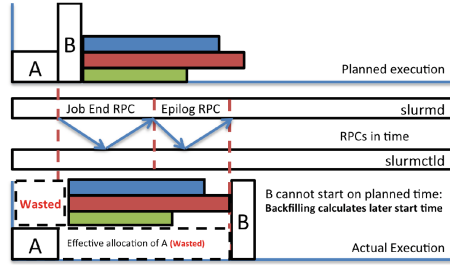 A
B
Planned execution
Job End RPC
Epilog RPC
slurmd
RPCs in time
slurmctld
Wasted
B cannot start on planned time:
Backfilling calculates later start time
A
Effective allocation of A (Wasted)
B
Actual Execution